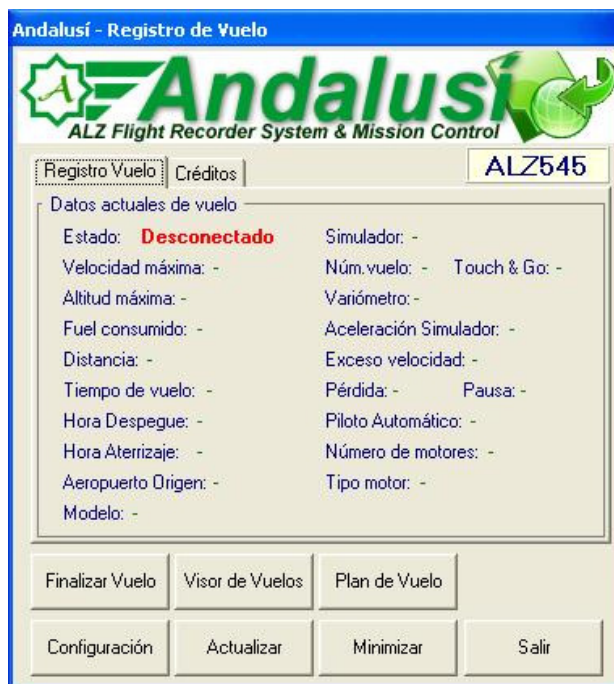 Andalusí - Registro de Vuelo
A
Andalusí
ALZ Flight Recorder System & Mission Control
Registro Vuelo Créditos ALZ545
Datos actuales de vuelo
Estado: Desconectado Simulador: -
Velocidad máxima: - Núm.vuelo: - Touch & Go: -
Altitud máxima: - Variómetro: -
Fuel consumido: - Aceleración Simulador: -
Distancia: - Exceso velocidad: -
Tiempo de vuelo: - Pérdida: - Pausa: -
Hora Despegue: - Piloto Automático: -
Hora Aterrizaje: - Número de motores: -
Aeropuerto Origen: - Tipo motor: -
Modelo: -
Finalizar Vuelo Visor de Vuelos Plan de Vuelo
Configuración Actualizar Minimizar Salir